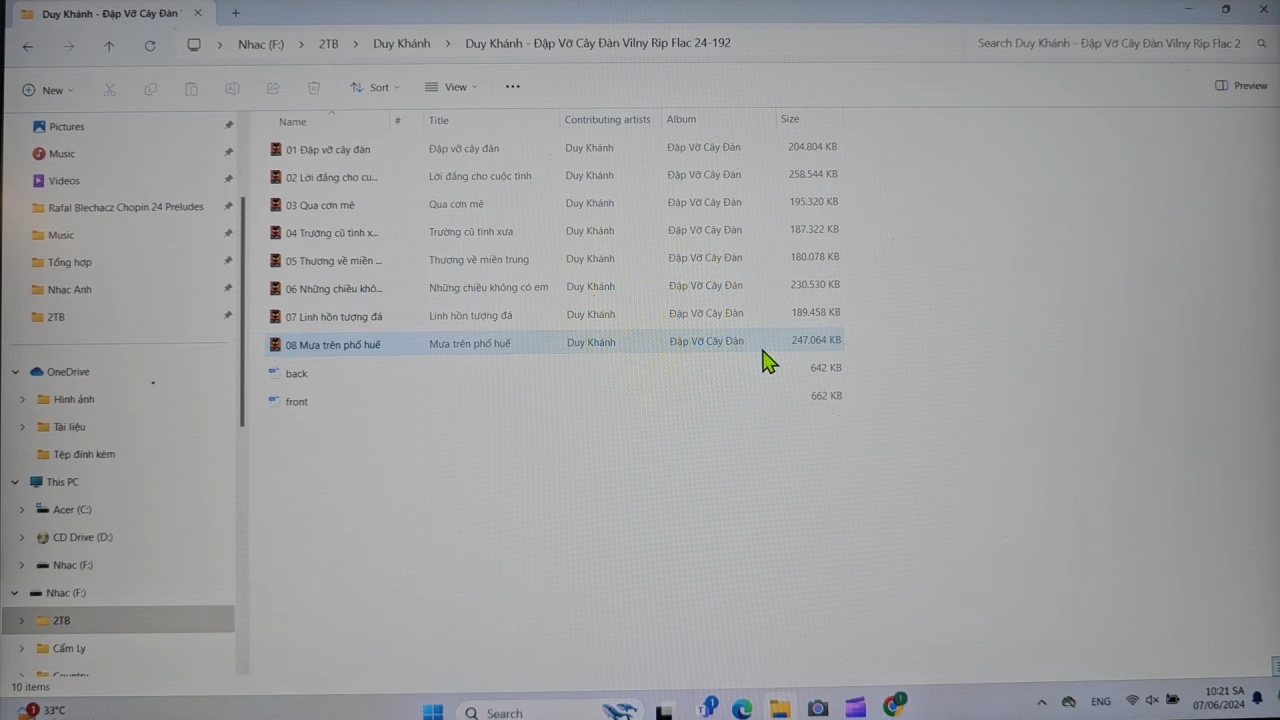 Duy Khánh - Đập Vỡ Cây Đàn
Nhac (F:) > 2TB > Duy Khánh > Duy Khánh - Đập Vỡ Cây Đàn Vilny Rip Flac 24-192
Search Duy Khánh - Đập Vỡ Cây Đàn Vilny Rip Flac 2
New Sort View ... Preview
Name # Title Contributing artists Album Size
01 Đập vỡ cây đàn Đập vỡ cây đàn Duy Khánh Đập Vỡ Cây Đàn 204.804 KB
02 Lời đắng cho cu... Lời đắng cho cuộc tình Duy Khánh Đập Vỡ Cây Đàn 258.544 KB
03 Qua cơn mê Qua cơn mê Duy Khánh Đập Vỡ Cây Đàn 195.320 KB
04 Trường cũ tình x... Trường cũ tình xưa Duy Khánh Đập Vỡ Cây Đàn 187.322 KB
05 Thương về miền ... Thương về miền trung Duy Khánh Đập Vỡ Cây Đàn 180.078 KB
06 Những chiều khô... Những chiều không có em Duy Khánh Đập Vỡ Cây Đàn 230.530 KB
07 Linh hồn tượng đá Linh hồn tượng đá Duy Khánh Đập Vỡ Cây Đàn 189.458 KB
08 Mưa trên phố huế Mưa trên phố huế Duy Khánh Đập Vỡ Cây Đàn 247.064 KB
back 642 KB
front 662 KB
Pictures
Music
Videos
Rafal Blechacz Chopin 24 Preludes
Music
Tổng hợp
Nhạc Anh
2TB
OneDrive
Hình ảnh
Tài liệu
Tệp đính kèm
This PC
Acer (C:)
CD Drive (D:)
Nhac (F:)
Nhac (F:)
2TB
Cẩm Ly
Country
10 items
1 33°C
Search
1
1
ENG
10:21 SA
07/06/2024